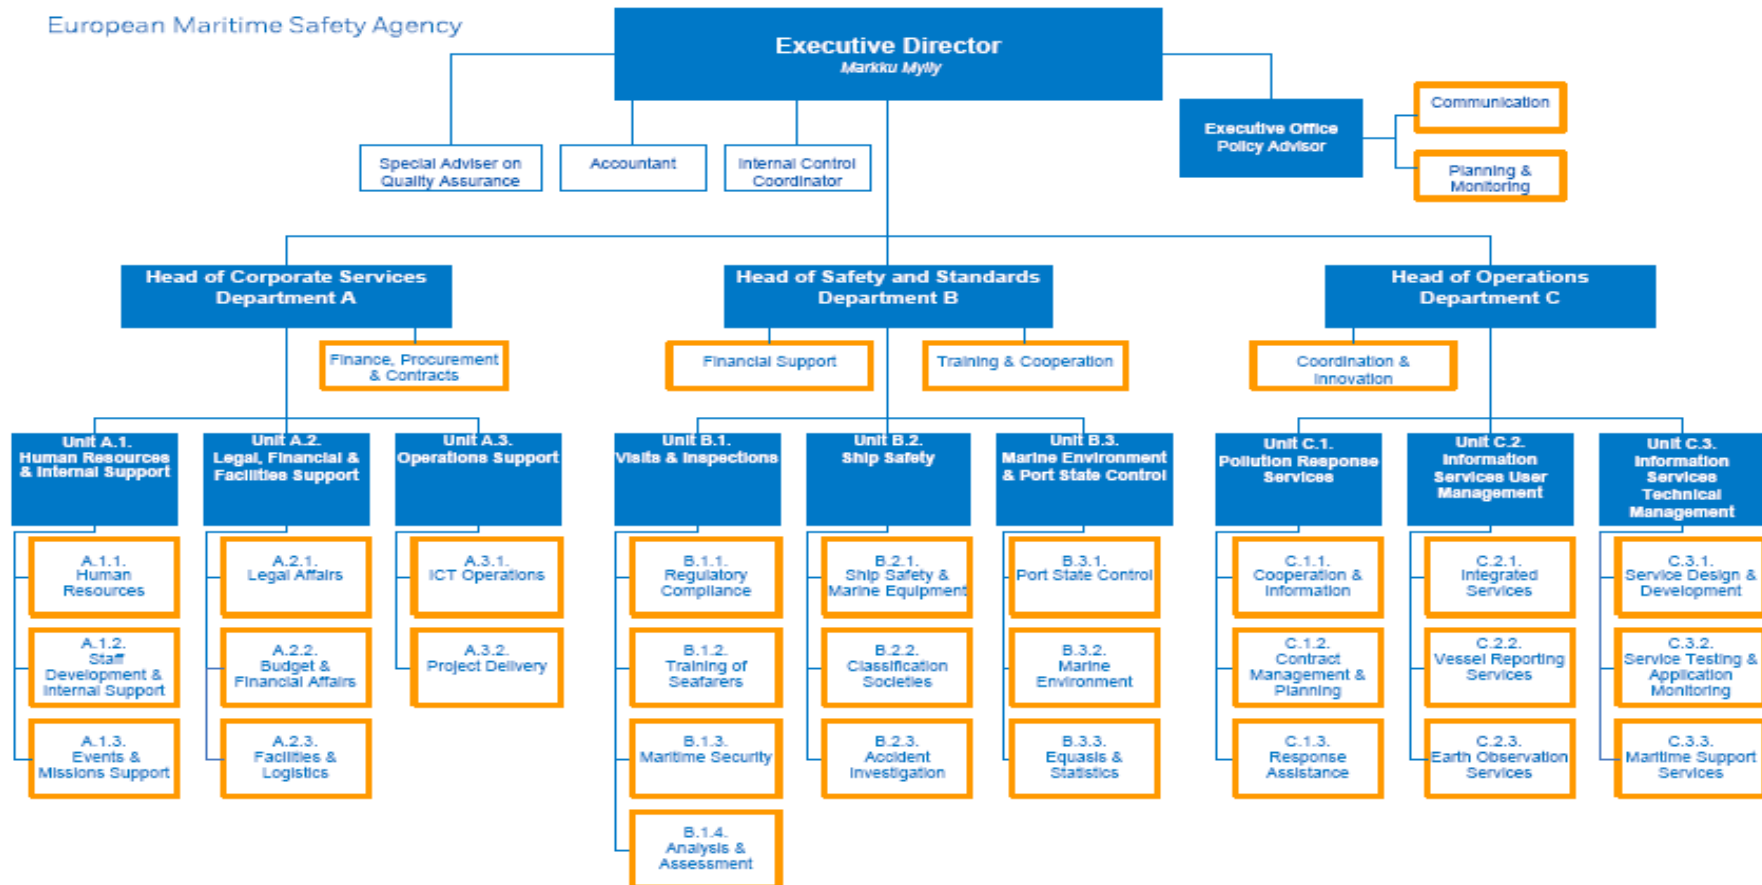 European Maritime Safety Agency
Executive Director
Markku Mylly
Communication
Executive Office
Policy Advisor
Planning &
Monitoring
Special Adviser on
Quality Assurance
Accountant
Internal Control
Coordinator
Head of Corporate Services
Department A
Head of Safety and Standards
Department B
Head of Operations
Department C
Finance, Procurement
& Contracts
Financial Support
Training & Cooperation
Coordination &
Innovation
Unit A.1.
Human Resources
& Internal Support
Unit A.2.
Legal, Financial &
Facilities Support
Unit A.3.
Operations Support
Unit B.1.
Visits & Inspections
Unit B.2.
Ship Safety
Unit B.3.
Marine Environment
& Port State Control
Unit C.1.
Pollution Response
Services
Unit C.2.
Information
Services User
Management
Unit C.3.
Information
Services
Technical
Management
A.1.1.
Human
Resources
A.2.1.
Legal Affairs
A.3.1.
ICT Operations
B.1.1.
Regulatory
Compliance
B.2.1.
Ship Safety &
Marine Equipment
B.3.1.
Port State Control
C.1.1.
Cooperation &
Information
C.2.1.
Integrated
Services
C.3.1.
Service Design &
Development
A.1.2.
Staff
Development &
Internal Support
A.2.2.
Budget &
Financial Affairs
A.3.2.
Project Delivery
B.1.2.
Training of
Seafarers
B.2.2.
Classification
Societies
B.3.2.
Marine
Environment
C.1.2.
Contract
Management &
Planning
C.2.2.
Vessel Reporting
Services
C.3.2.
Service Testing &
Application
Monitoring
A.1.3.
Events &
Missions Support
A.2.3.
Facilities &
Logistics
B.1.3.
Maritime Security
B.2.3.
Accident
Investigation
B.3.3.
Equasis &
Statistics
C.1.3.
Response
Assistance
C.2.3.
Earth Observation
Services
C.3.3.
Maritime Support
Services
B.1.4.
Analysis &
Assessment